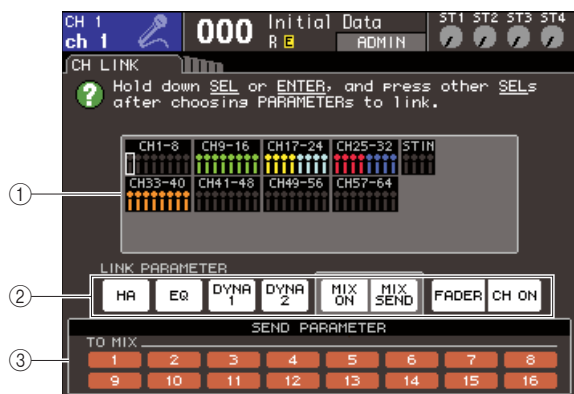 CH 1
ch 1
000
Initial Data
R E
ADMIN
ST1 ST2 ST3 ST4
CH LINK
Hold down SEL or ENTER, and press other SELs
after choosing PARAMETERs to link.
CH1-8 CH9-16 CH17-24 CH25-32 STIN
CH33-40 CH41-48 CH49-56 CH57-64
①
LINK PARAMETER
②
HA EQ DYNA 1 DYNA 2 MIX ON MIX SEND FADER CH ON
SEND PARAMETER
③
TO MIX
1 2 3 4 5 6 7 8
9 10 11 12 13 14 15 16